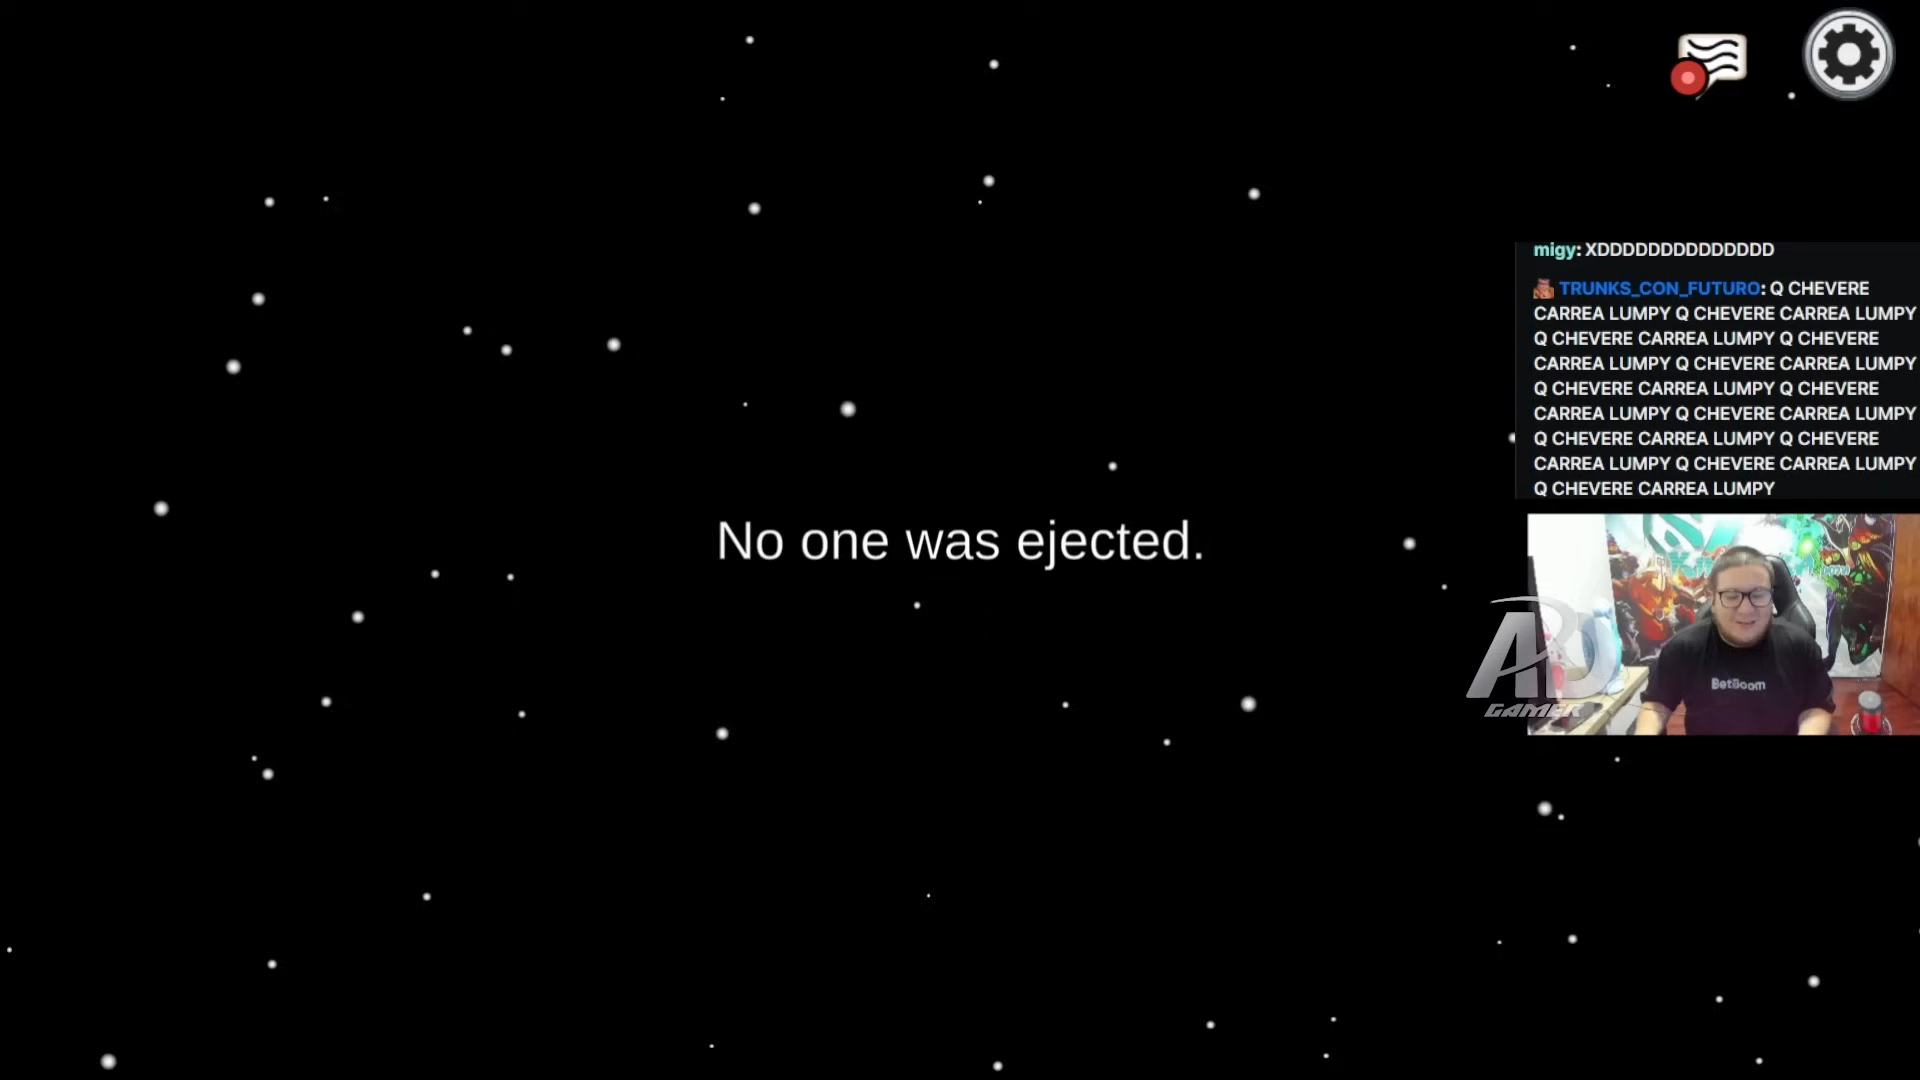 migy: XDDDDDDDDDDDDDD
TRUNKS_CON_FUTURO: Q CHEVERE
CARREA LUMPY Q CHEVERE CARREA LUMPY
Q CHEVERE CARREA LUMPY Q CHEVERE
CARREA LUMPY Q CHEVERE CARREA LUMPY
Q CHEVERE CARREA LUMPY Q CHEVERE
CARREA LUMPY Q CHEVERE CARREA LUMPY
Q CHEVERE CARREA LUMPY Q CHEVERE
CARREA LUMPY Q CHEVERE CARREA LUMPY
Q CHEVERE CARREA LUMPY
No one was ejected.
BetBoom
AD
GAMER